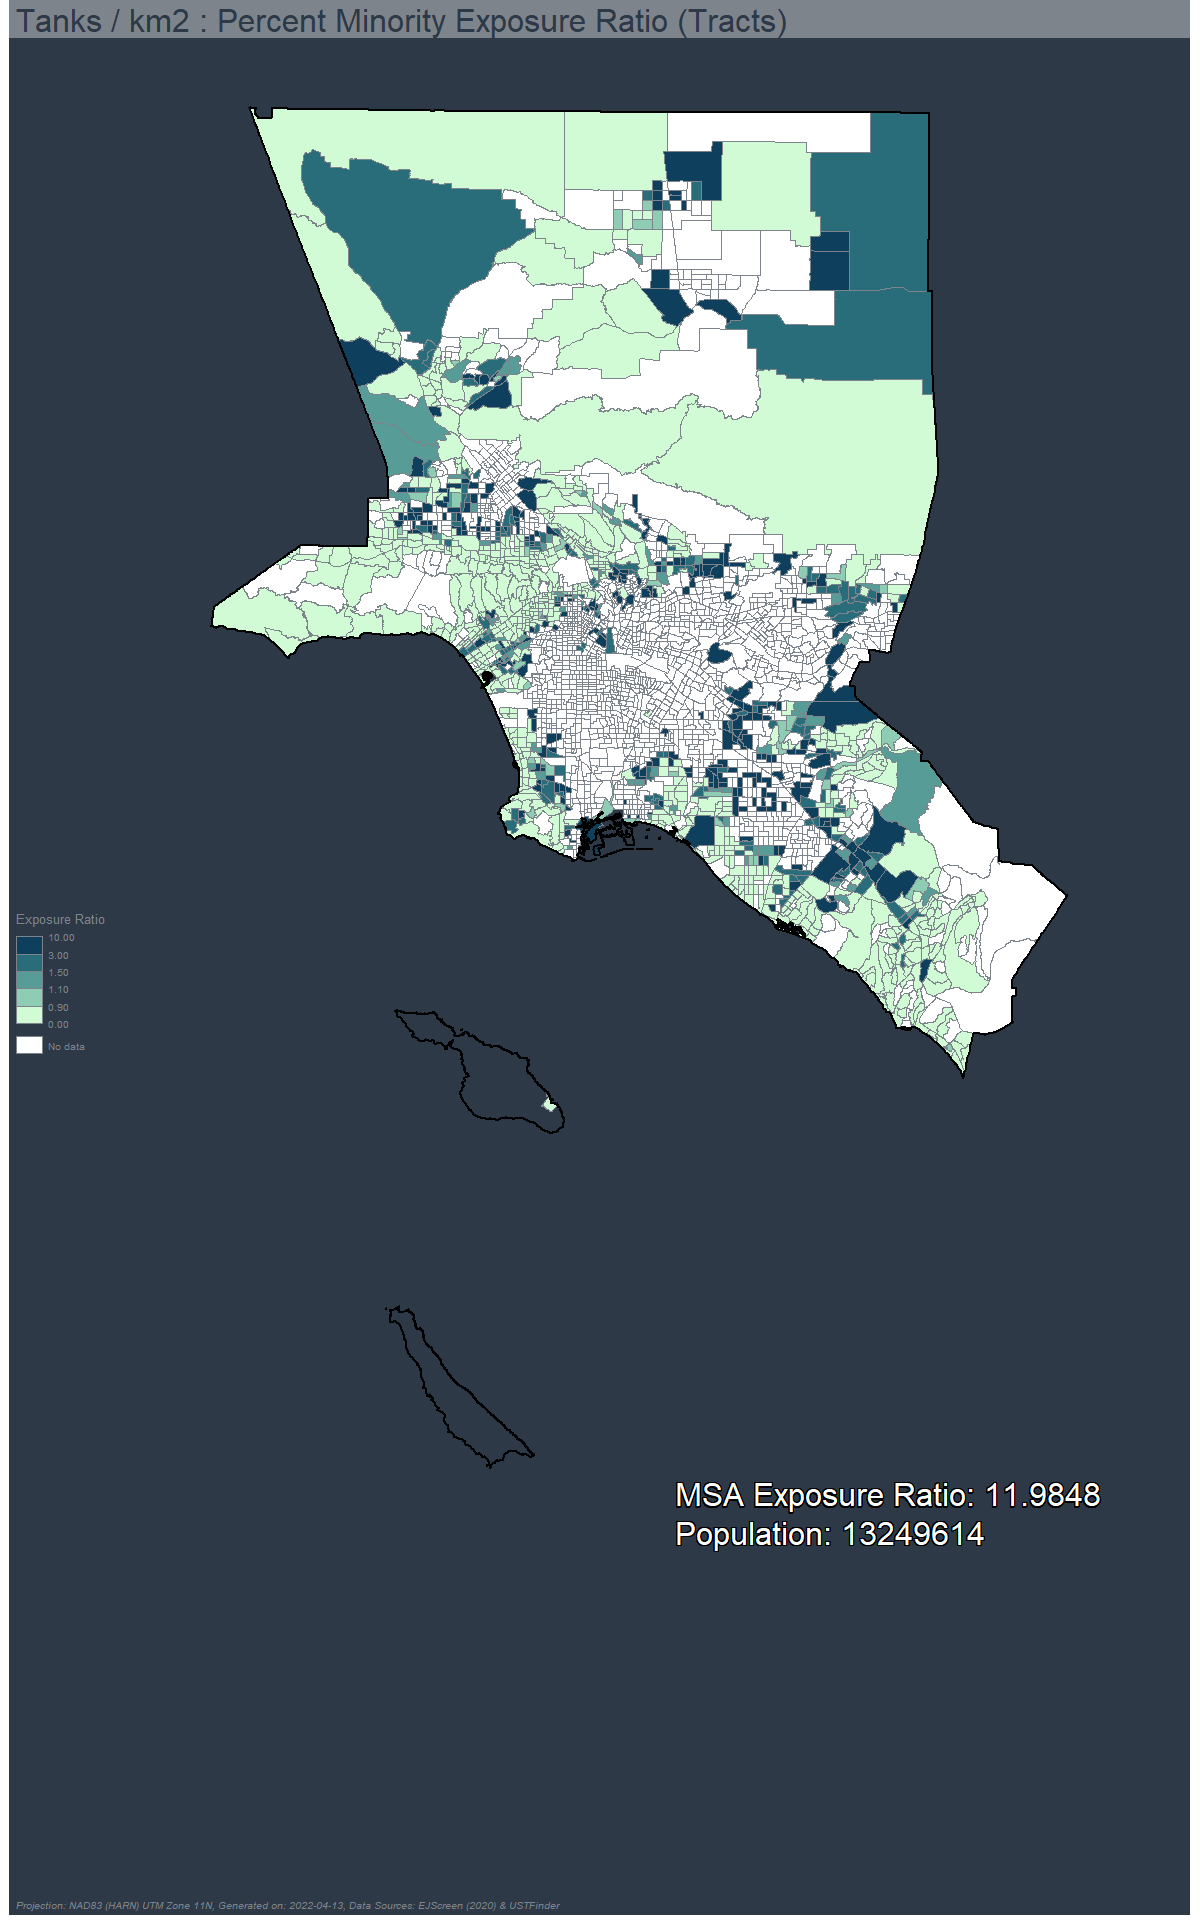 Tanks / km2 : Percent Minority Exposure Ratio (Tracts)
Exposure Ratio
10.00
3.00
1.50
1.10
0.90
0.00
No data
MSA Exposure Ratio: 11.9848
Population: 13249614
Projection: NAD83 (HARN) UTM Zone 11N, Generated on: 2022-04-13, Data Sources: EJScreen (2020) & USTFinder